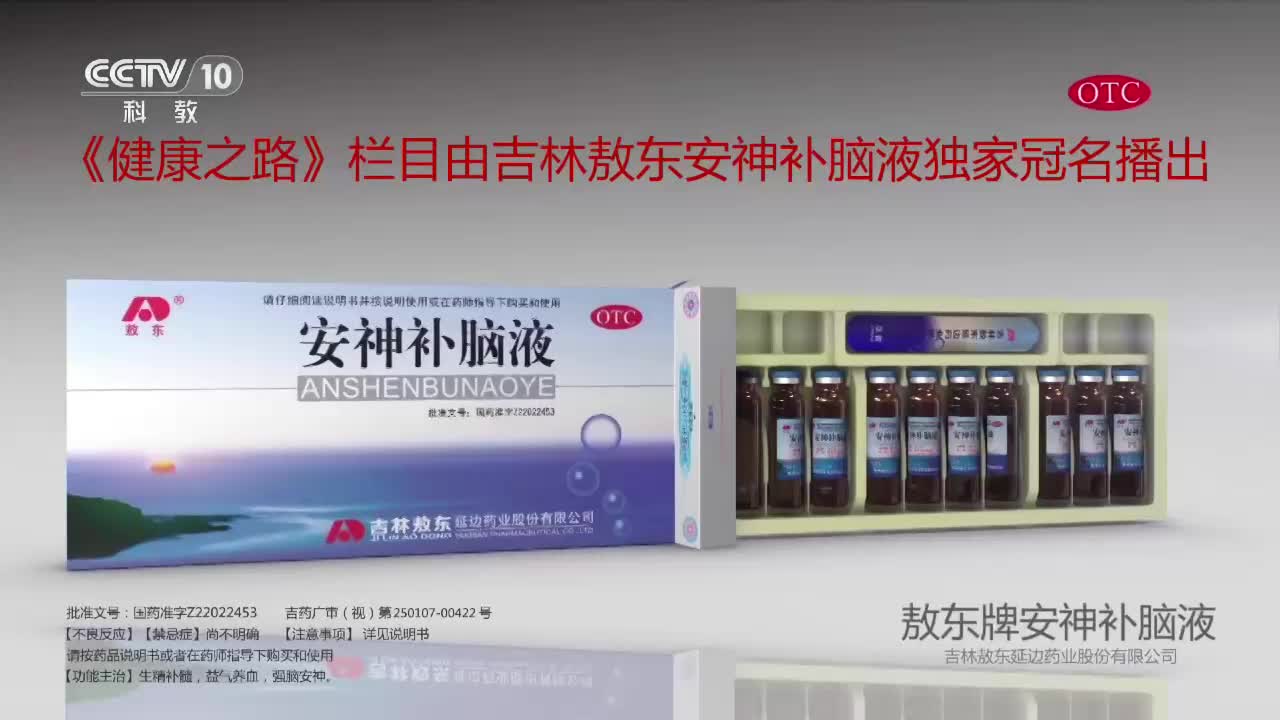 CCTV 10
科教
OTC
《健康之路》栏目由吉林敖东安神补脑液独家冠名播出
敖东
请仔细阅读说明书并按说明使用或在药师指导下购买和使用
OTC
安神补脑液
ANSHENBUNAOYE
批准文号：国药准字Z22022453
吉林敖东延边药业股份有限公司
JILIN AO DONG YANBIAN PHARMACEUTICAL CO.,LTD
批准文号：国药准字Z22022453 吉药广审（视）第250107-00422号
【不良反应】【禁忌症】尚不明确 【注意事项】详见说明书
请按药品说明书或者在药师指导下购买和使用
【功能主治】生精补髓，益气养血，强脑安神。
敖东牌安神补脑液
吉林敖东延边药业股份有限公司